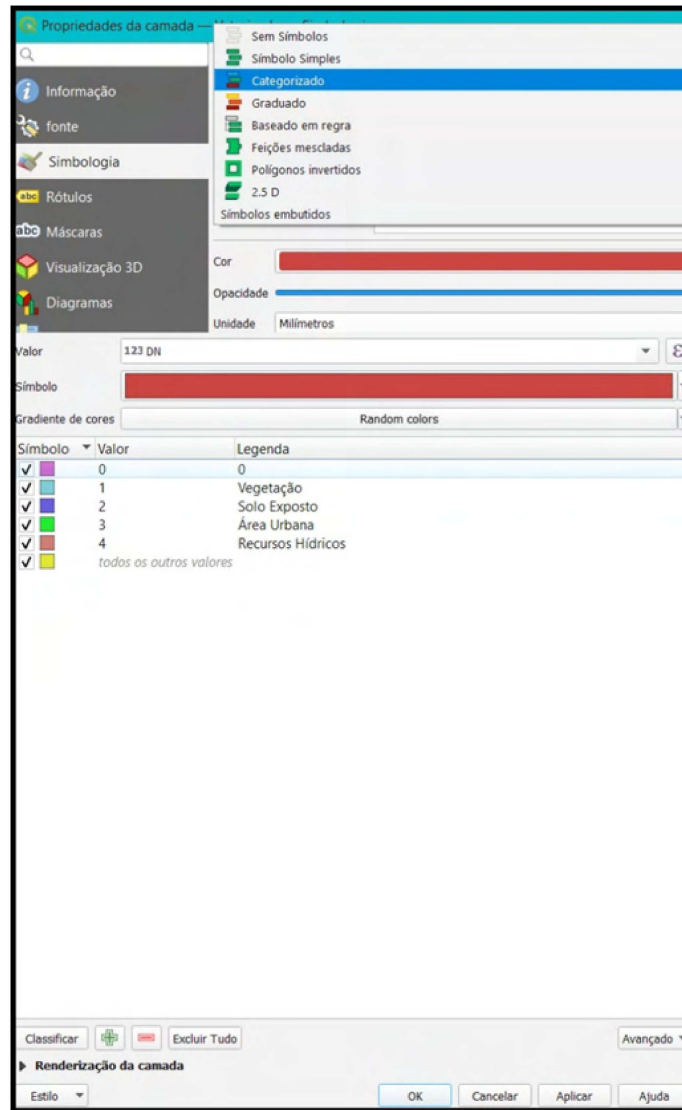 Propriedades da camada —
Sem Símbolos
Símbolo Simples
Categorizado
Graduado
Baseado em regra
Feições mescladas
Polígonos invertidos
2.5 D
Símbolos embutidos
Informação
fonte
Simbologia
abc Rótulos
abc Máscaras
Visualização 3D
Diagramas
Cor
Opacidade
Unidade Milímetros
Valor 123 DN ε
Símbolo
Gradiente de cores Random colors
Símbolo Valor Legenda
0 0
1 Vegetação
2 Solo Exposto
3 Área Urbana
4 Recursos Hídricos
todos os outros valores
Classificar Excluir Tudo Avançado
Renderização da camada
Estilo OK Cancelar Aplicar Ajuda